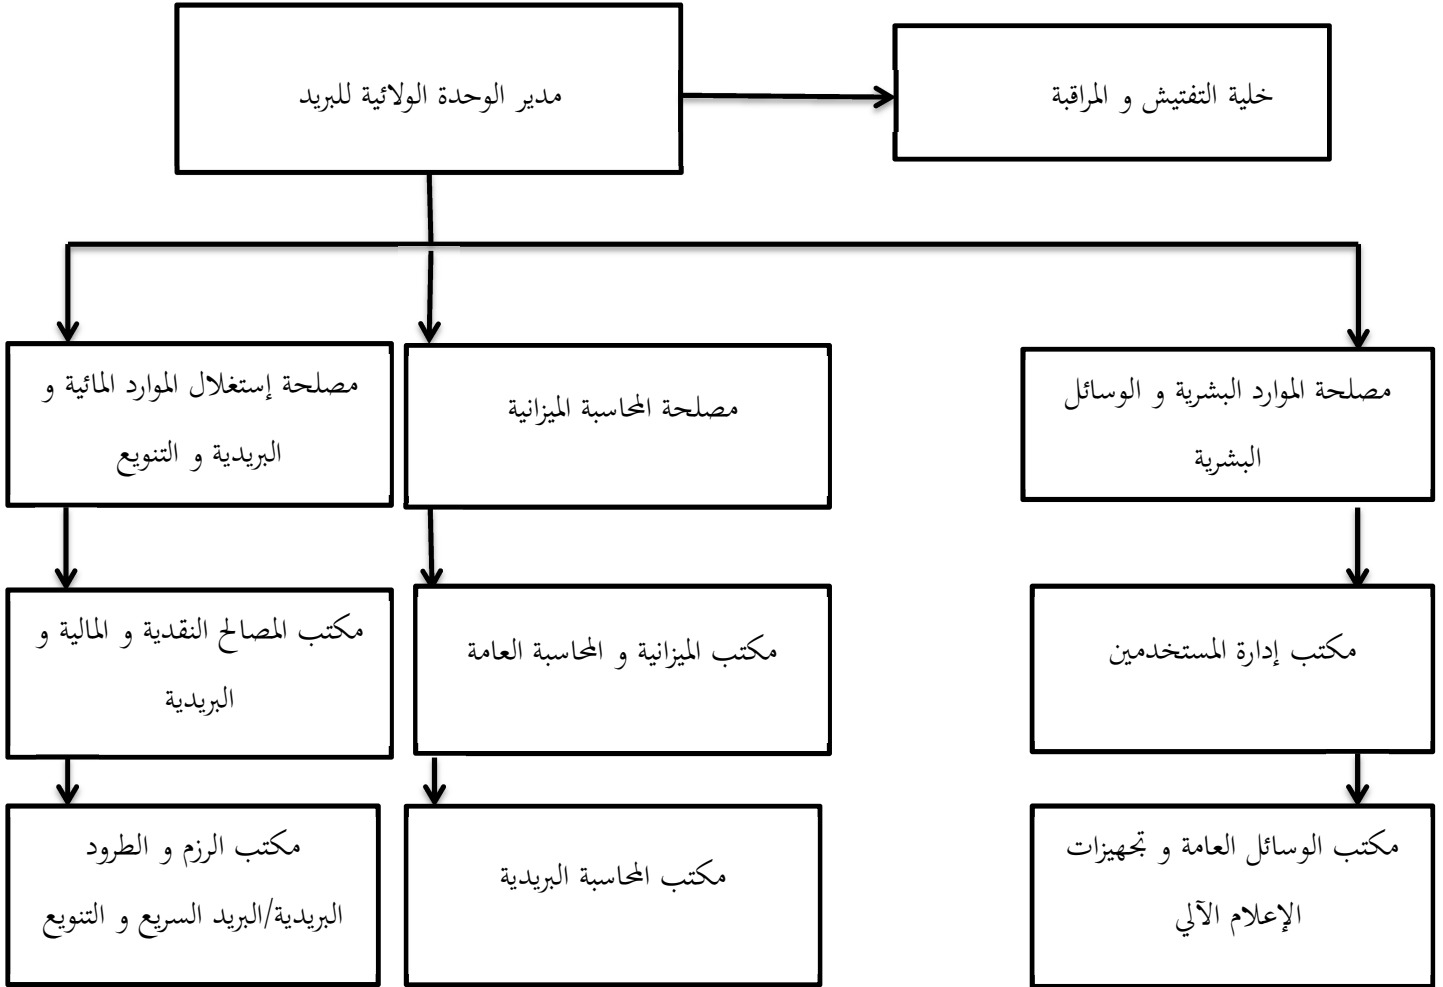 مدير الوحدة الولائية للبريد
خلية التفتيش و المراقبة
مصلحة الموارد البشرية و الوسائل
البشرية
مصلحة المحاسبة الميزانية
مصلحة إستغلال الموارد المائية و
البريدية و التنويع
مكتب إدارة المستخدمين
مكتب الميزانية و المحاسبة العامة
مكتب المصالح النقدية و المالية و
البريدية
مكتب الوسائل العامة و تجهيزات
الإعلام الآلي
مكتب المحاسبة البريدية
مكتب الرزم و الطرود
البريدية/البريد السريع و التنويع